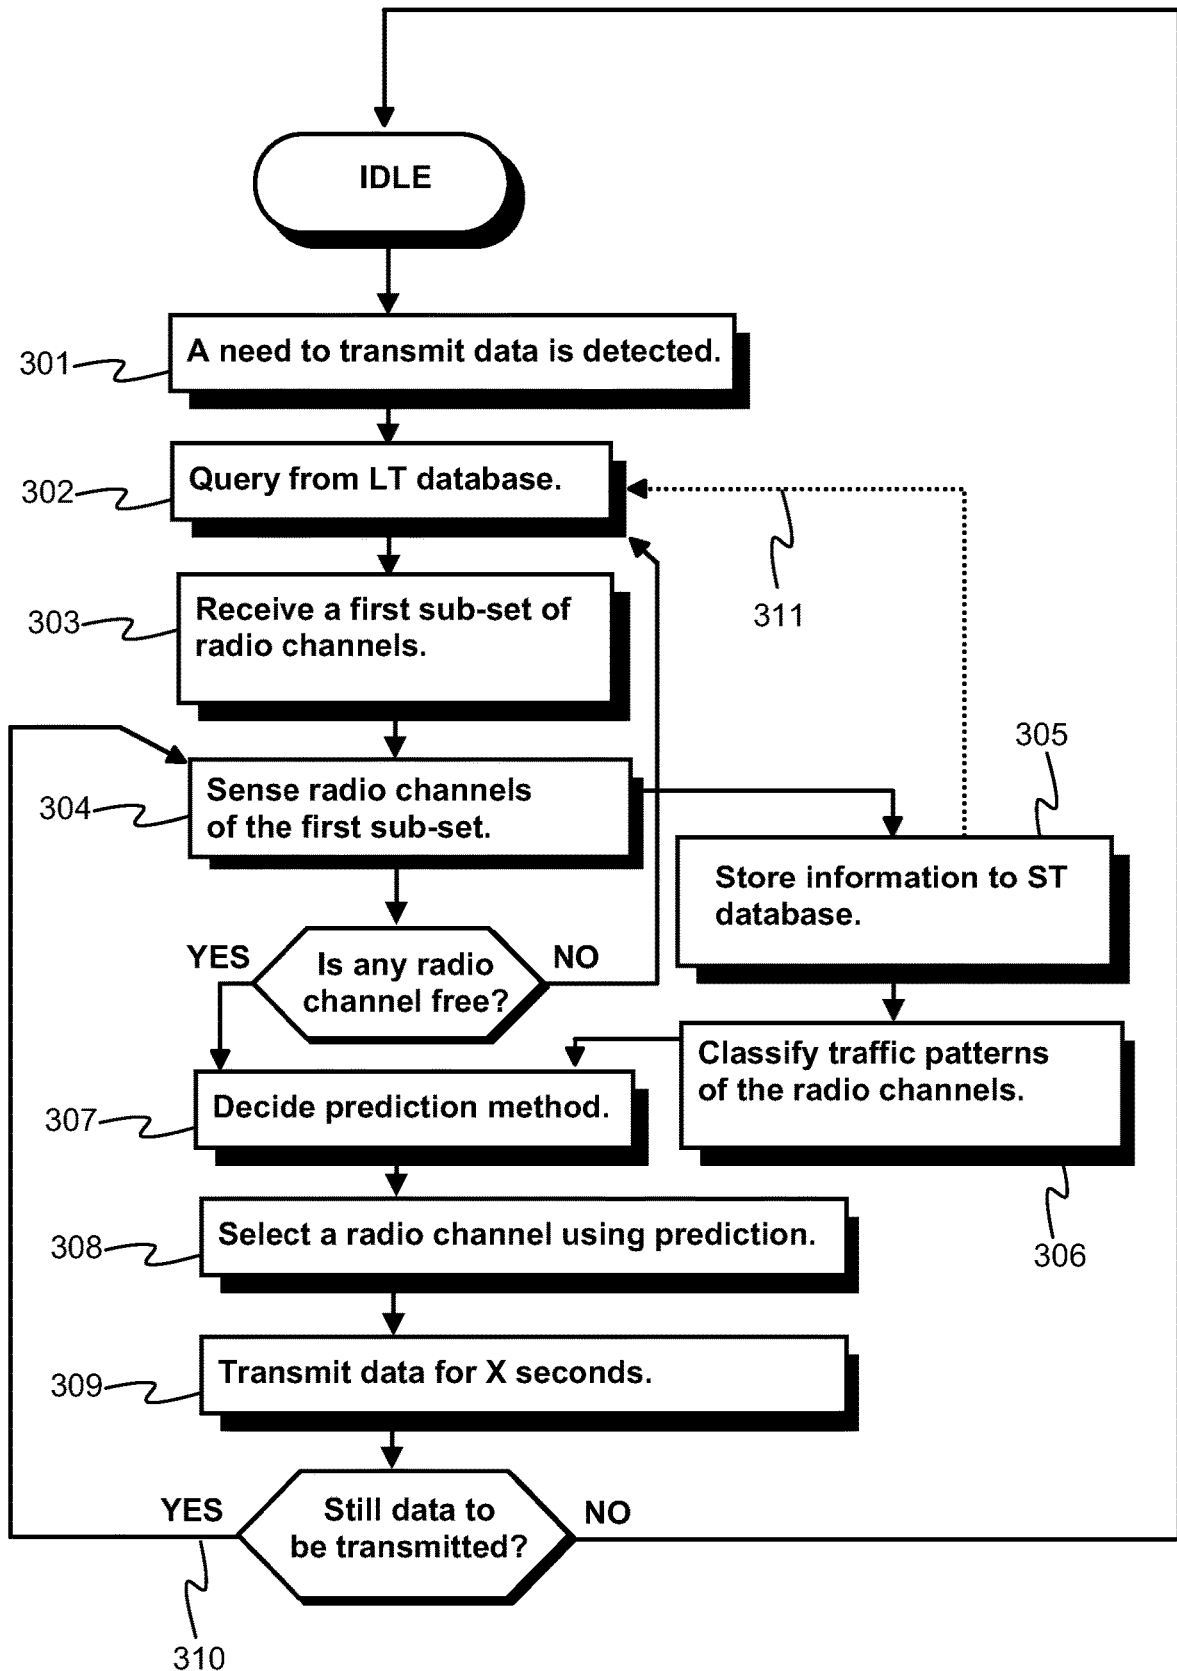 IDLE
301
A need to transmit data is detected.
302
Query from LT database.
311
303
Receive a first sub-set of
radio channels.
305
304
Sense radio channels
of the first sub-set.
Store information to ST
database.
YES
Is any radio
channel free?
NO
Classify traffic patterns
of the radio channels.
307
Decide prediction method.
306
308
Select a radio channel using prediction.
309
Transmit data for X seconds.
YES
Still data to
be transmitted?
NO
310